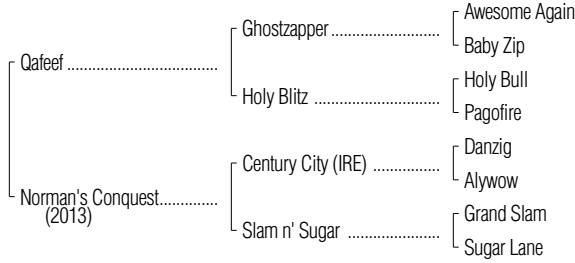 Awesome Again
Ghostzapper
Baby Zip
Qafeef
Holy Bull
Holy Blitz
Pagofire
Danzig
Century City (IRE)
Alywow
Norman's Conquest
(2013)
Grand Slam
Slam n' Sugar
Sugar Lane